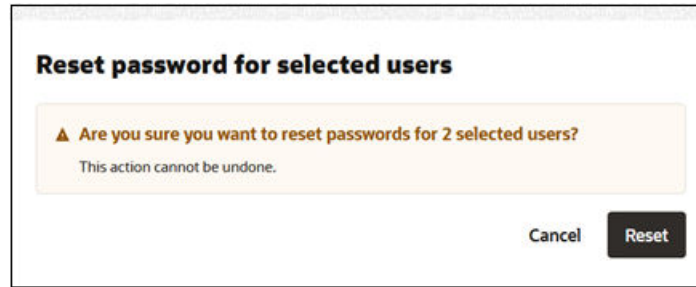 Reset password for selected users
Are you sure you want to reset passwords for 2 selected users?
This action cannot be undone.
Cancel Reset